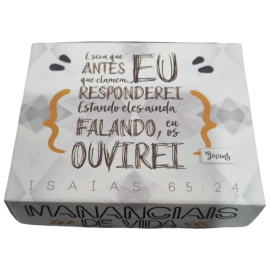 E será que
ANTES
que clamem,
EU
RESPONDEREI
Estando eles ainda
FALANDO, eu
os
OUVIREI
Jovens
ISAÍAS 65:24
MANANCIAIS
DE VIDA